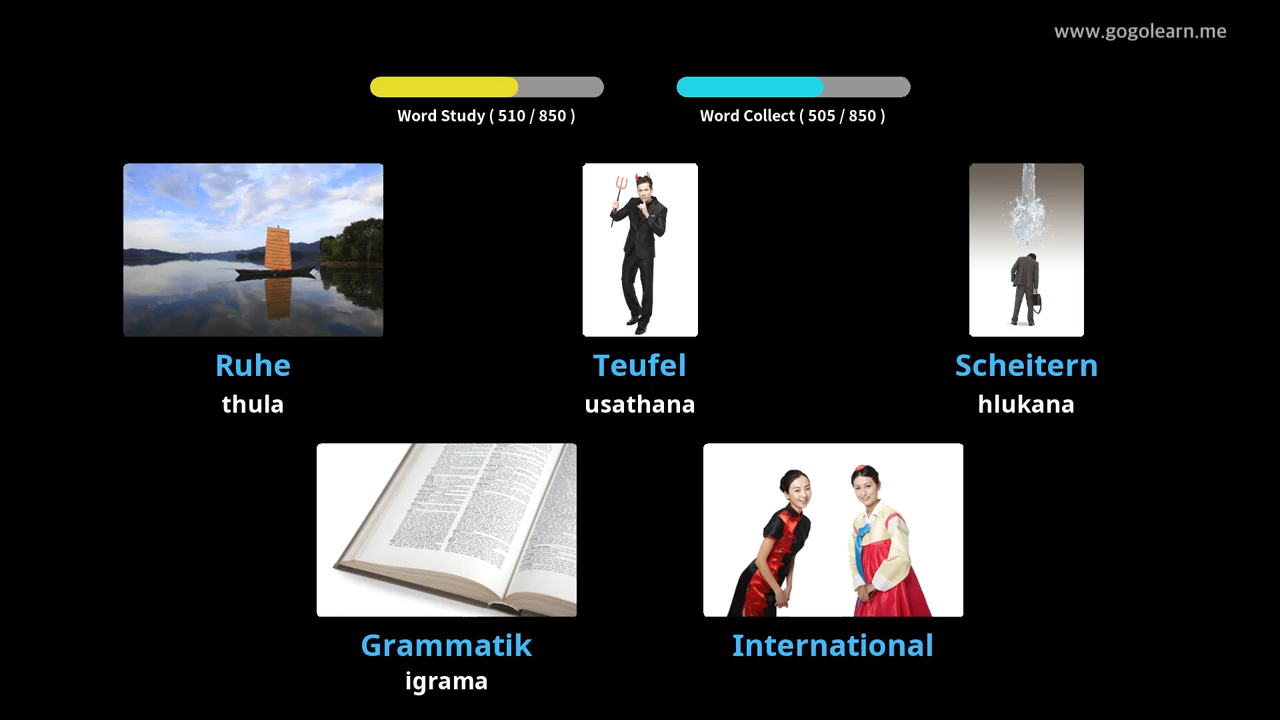 www.gogolearn.me
Word Study ( 510 / 850 )
Word Collect ( 505 / 850 )
Ruhe
thula
Teufel
usathana
Scheitern
hlukana
Grammatik
igrama
International